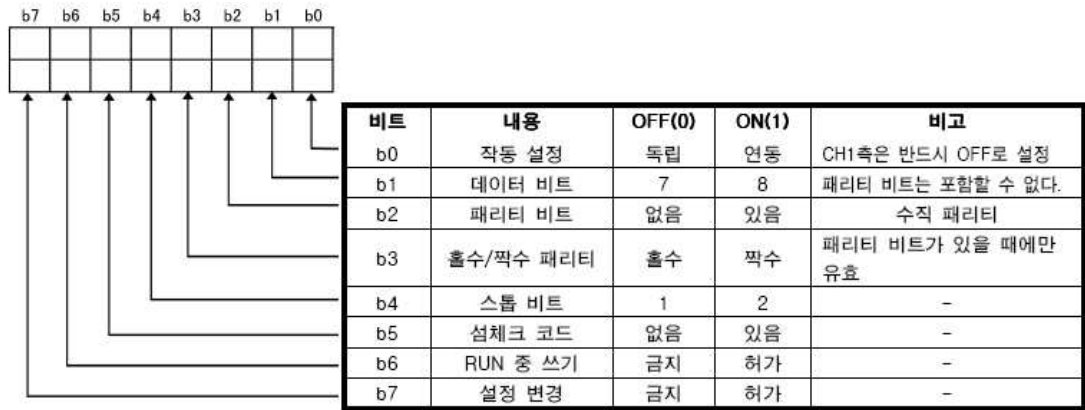 b7 b6 b5 b4 b3 b2 b1 b0
비트 내용 OFF(0) ON(1) 비고
b0 작동 설정 독립 연동 CH1측은 반드시 OFF로 설정
b1 데이터 비트 7 8 패리티 비트는 포함할 수 없다.
b2 패리티 비트 없음 있음 수직 패리티
b3 홀수/짝수 패리티 홀수 짝수 패리티 비트가 있을 때에만
유효
b4 스톱 비트 1 2 -
b5 섬체크 코드 없음 있음 -
b6 RUN 중 쓰기 금지 허가 -
b7 설정 변경 금지 허가 -